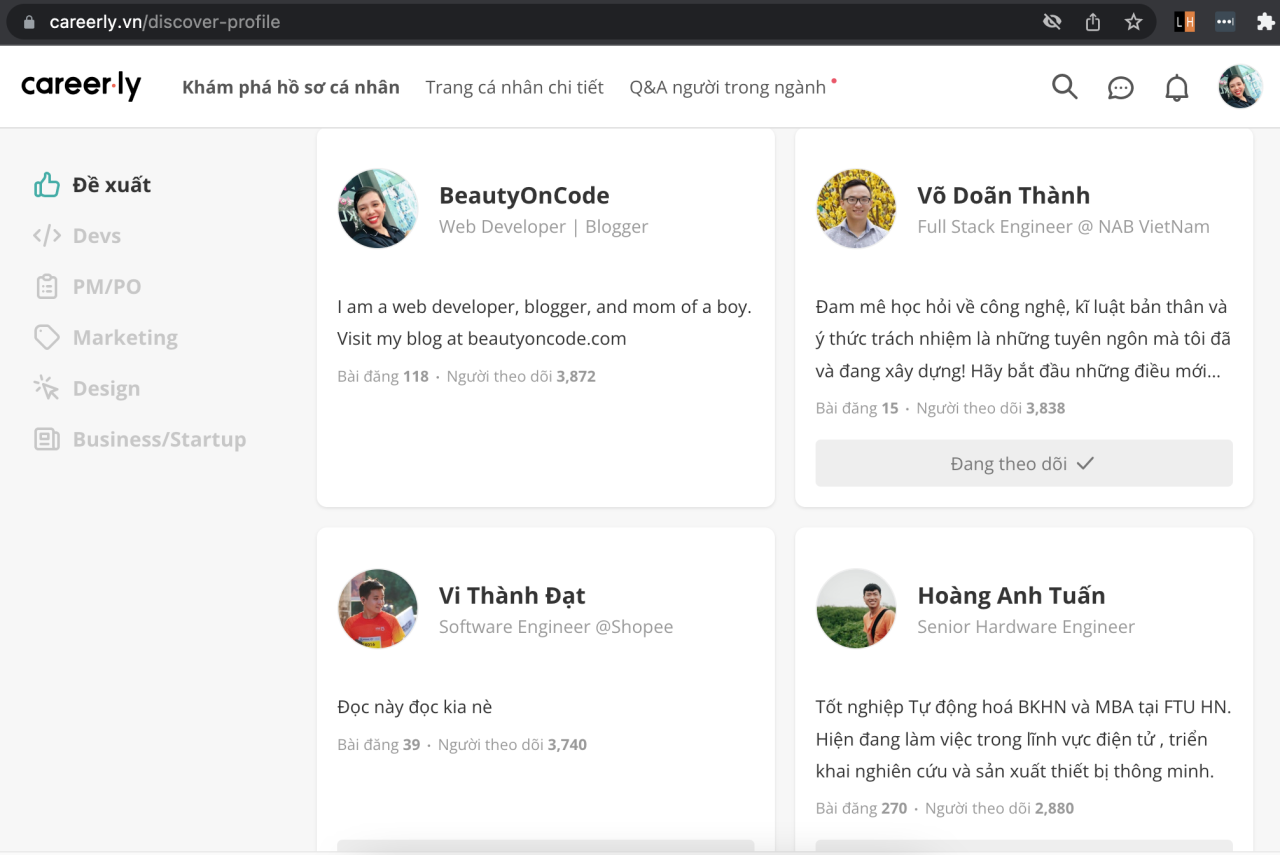 careerly.vn/discover-profile
LH
career·ly
Khám phá hồ sơ cá nhân
Trang cá nhân chi tiết
Q&A người trong ngành
Đề xuất
Devs
PM/PO
Marketing
Design
Business/Startup
BeautyOnCode
Web Developer | Blogger
I am a web developer, blogger, and mom of a boy.
Visit my blog at beautyoncode.com
Bài đăng 118 · Người theo dõi 3,872
Võ Doãn Thành
Full Stack Engineer @ NAB VietNam
Đam mê học hỏi về công nghệ, kĩ luật bản thân và
ý thức trách nhiệm là những tuyên ngôn mà tôi đã
và đang xây dựng! Hãy bắt đầu những điều mới...
Bài đăng 15 · Người theo dõi 3,838
Đang theo dõi
Vi Thành Đạt
Software Engineer @Shopee
Đọc này đọc kia nè
Bài đăng 39 · Người theo dõi 3,740
Hoàng Anh Tuấn
Senior Hardware Engineer
Tốt nghiệp Tự động hoá BKHN và MBA tại FTU HN.
Hiện đang làm việc trong lĩnh vực điện tử , triển
khai nghiên cứu và sản xuất thiết bị thông minh.
Bài đăng 270 · Người theo dõi 2,880